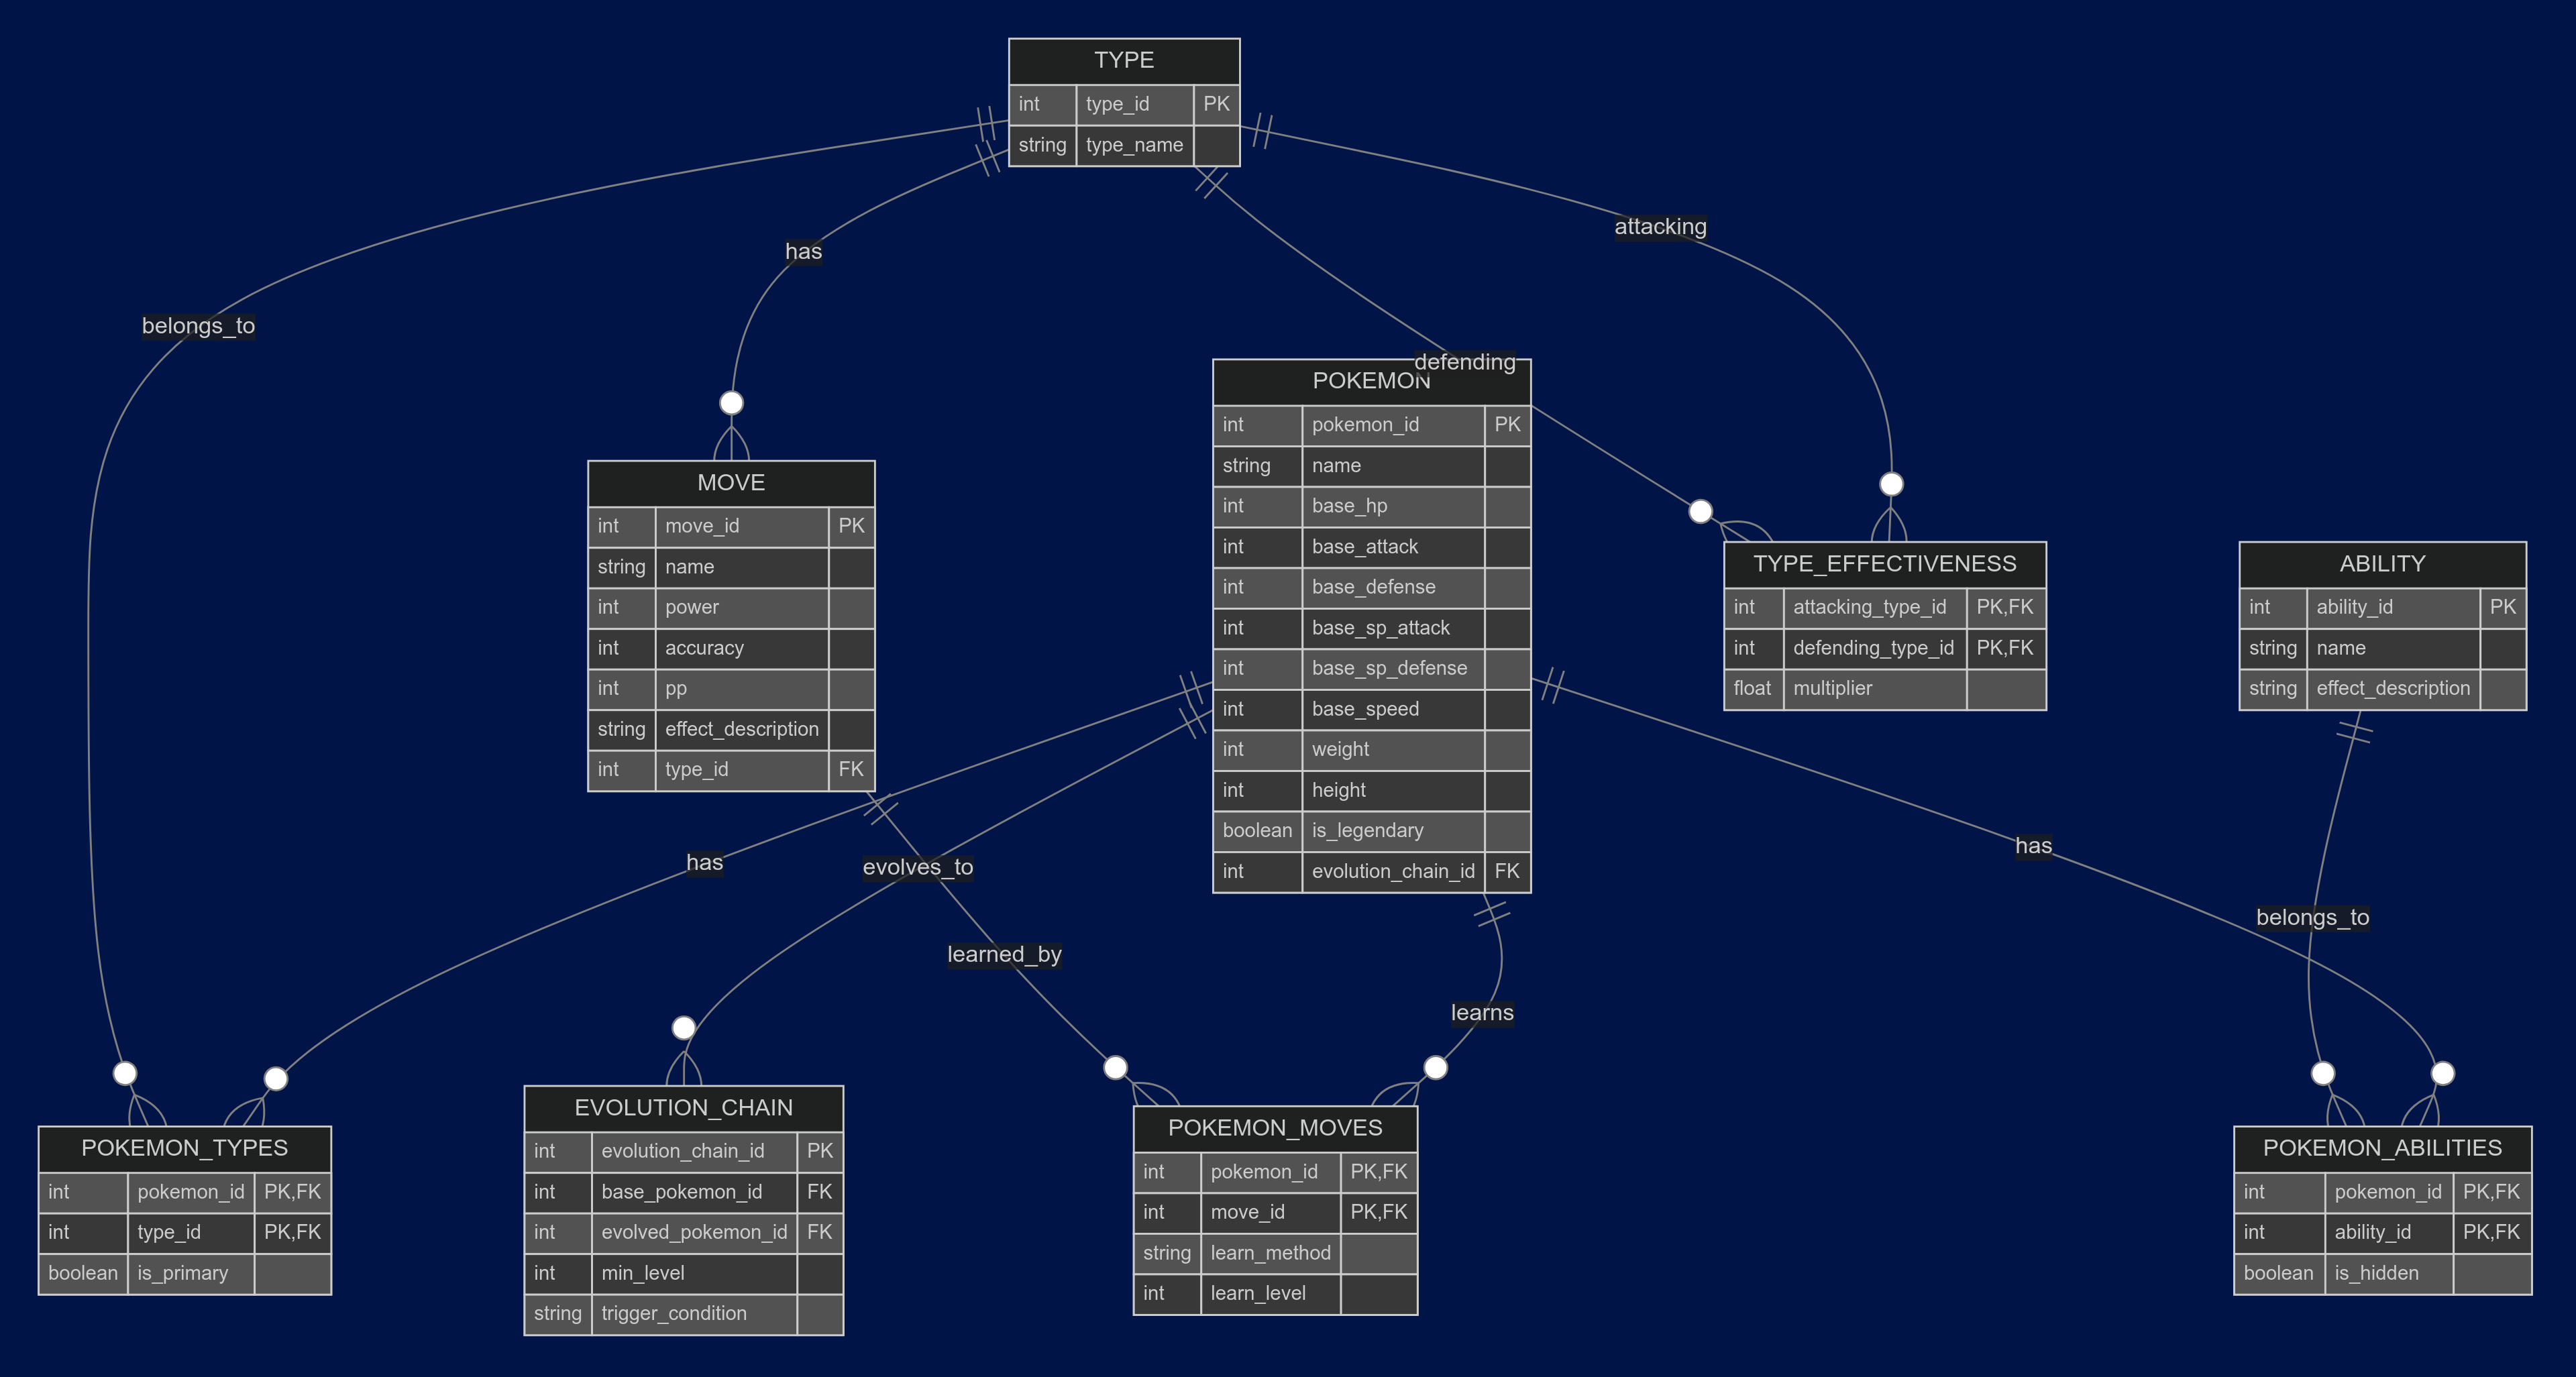 TYPE
int type_id PK
string type_name
has
attacking
belongs_to
defending
POKEMON
int pokemon_id PK
string name
int base_hp
int base_attack
int base_defense
int base_sp_attack
int base_sp_defense
int base_speed
int weight
int height
boolean is_legendary
int evolution_chain_id FK
MOVE
int move_id PK
string name
int power
int accuracy
int pp
string effect_description
int type_id FK
TYPE_EFFECTIVENESS
int attacking_type_id PK,FK
int defending_type_id PK,FK
float multiplier
ABILITY
int ability_id PK
string name
string effect_description
has
evolves_to
has
learned_by
belongs_to
learns
POKEMON_TYPES
int pokemon_id PK,FK
int type_id PK,FK
boolean is_primary
EVOLUTION_CHAIN
int evolution_chain_id PK
int base_pokemon_id FK
int evolved_pokemon_id FK
int min_level
string trigger_condition
POKEMON_MOVES
int pokemon_id PK,FK
int move_id PK,FK
string learn_method
int learn_level
POKEMON_ABILITIES
int pokemon_id PK,FK
int ability_id PK,FK
boolean is_hidden